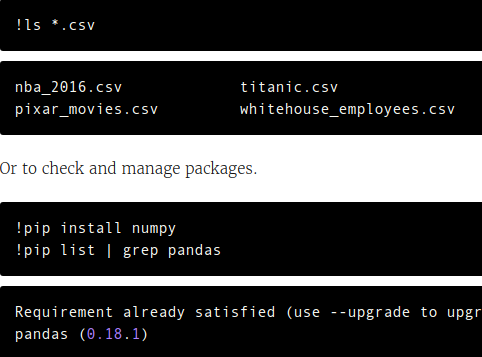 !ls *.csv
nba_2016.csv titanic.csv
pixar_movies.csv whitehouse_employees.csv
Or to check and manage packages.
!pip install numpy
!pip list | grep pandas
Requirement already satisfied (use --upgrade to upgr
pandas (0.18.1)